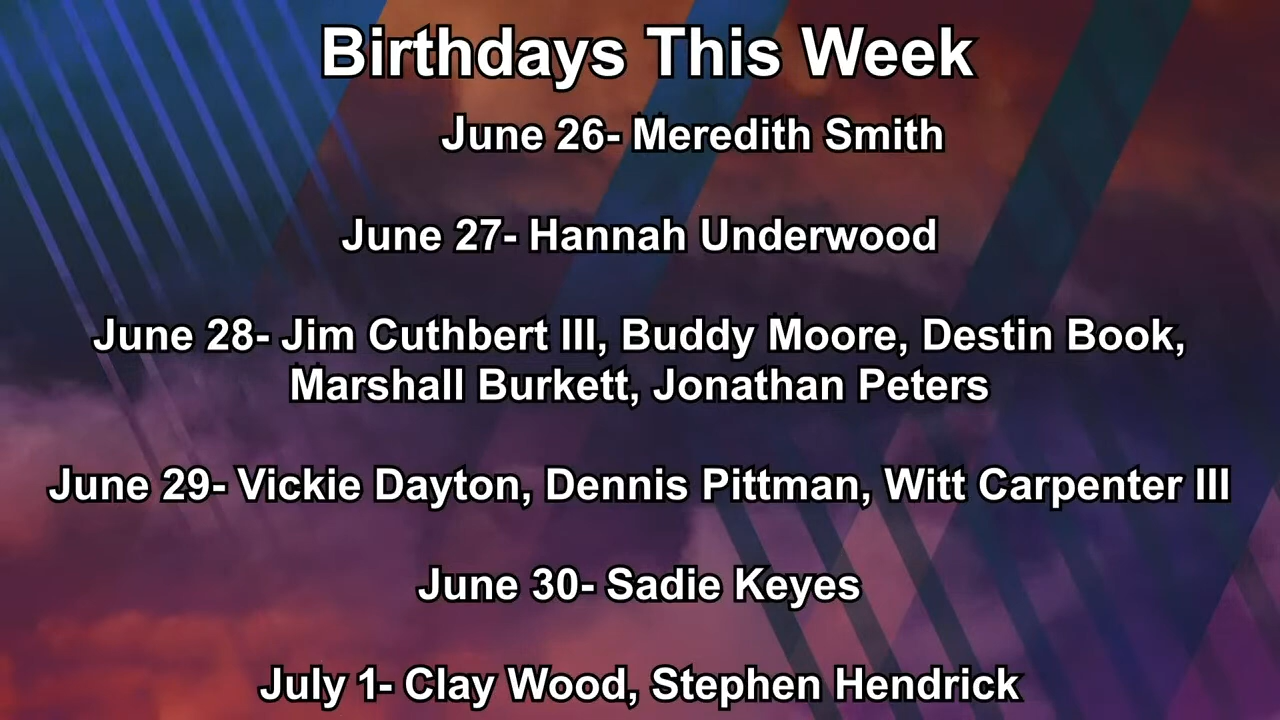 Birthdays This Week
June 26- Meredith Smith
June 27- Hannah Underwood
June 28- Jim Cuthbert III, Buddy Moore, Destin Book,
Marshall Burkett, Jonathan Peters
June 29- Vickie Dayton, Dennis Pittman, Witt Carpenter III
June 30- Sadie Keyes
July 1- Clay Wood, Stephen Hendrick